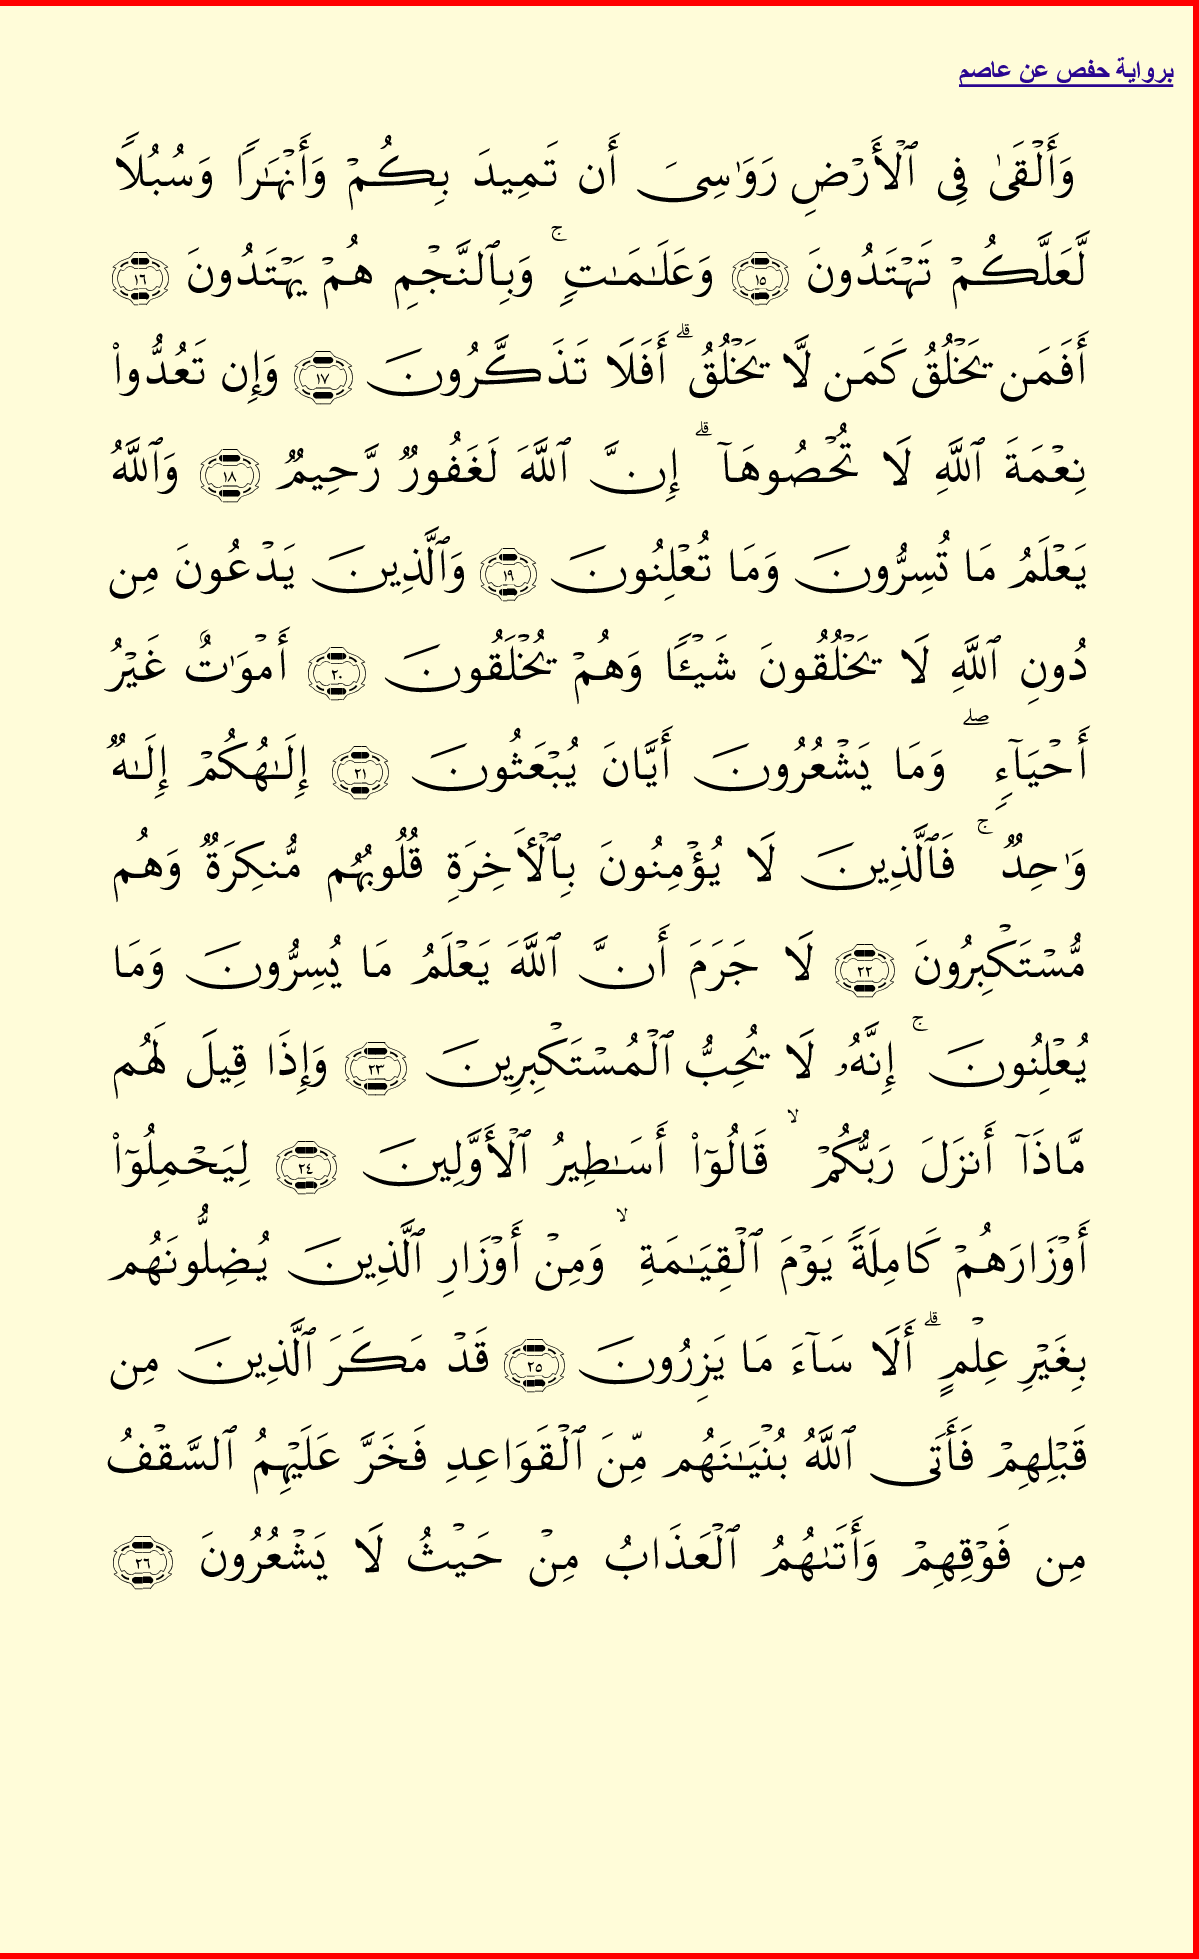 برواية حفص عن عاصم
وَأَلۡقَىٰ فِي ٱلۡأَرۡضِ رَوَٰسِيَ أَن تَمِيدَ بِكُمۡ وَأَنۡهَٰرٗا وَسُبُلٗا
لَّعَلَّكُمۡ تَهۡتَدُونَ ١٥ وَعَلَٰمَٰتٖۚ وَبِٱلنَّجۡمِ هُمۡ يَهۡتَدُونَ ١٦
أَفَمَن يَخۡلُقُ كَمَن لَّا يَخۡلُقُۗ أَفَلَا تَذَكَّرُونَ ١٧ وَإِن تَعُدُّواْ
نِعۡمَةَ ٱللَّهِ لَا تُحۡصُوهَآۗ إِنَّ ٱللَّهَ لَغَفُورٞ رَّحِيمٞ ١٨ وَٱللَّهُ
يَعۡلَمُ مَا تُسِرُّونَ وَمَا تُعۡلِنُونَ ١٩ وَٱلَّذِينَ يَدۡعُونَ مِن
دُونِ ٱللَّهِ لَا يَخۡلُقُونَ شَيۡـٔٗا وَهُمۡ يُخۡلَقُونَ ٢٠ أَمۡوَٰتٌ غَيۡرُ
أَحۡيَآءٖۖ وَمَا يَشۡعُرُونَ أَيَّانَ يُبۡعَثُونَ ٢١ إِلَٰهُكُمۡ إِلَٰهٞ
وَٰحِدٞۚ فَٱلَّذِينَ لَا يُؤۡمِنُونَ بِٱلۡأٓخِرَةِ قُلُوبُهُم مُّنكِرَةٞ وَهُم
مُّسۡتَكۡبِرُونَ ٢٢ لَا جَرَمَ أَنَّ ٱللَّهَ يَعۡلَمُ مَا يُسِرُّونَ وَمَا
يُعۡلِنُونَۚ إِنَّهُۥ لَا يُحِبُّ ٱلۡمُسۡتَكۡبِرِينَ ٢٣ وَإِذَا قِيلَ لَهُم
مَّاذَآ أَنزَلَ رَبُّكُمۡۙ قَالُوٓاْ أَسَٰطِيرُ ٱلۡأَوَّلِينَ ٢٤ لِيَحۡمِلُوٓاْ
أَوۡزَارَهُمۡ كَامِلَةٗ يَوۡمَ ٱلۡقِيَٰمَةِۙ وَمِنۡ أَوۡزَارِ ٱلَّذِينَ يُضِلُّونَهُم
بِغَيۡرِ عِلۡمٍۗ أَلَا سَآءَ مَا يَزِرُونَ ٢٥ قَدۡ مَكَرَ ٱلَّذِينَ مِن
قَبۡلِهِمۡ فَأَتَى ٱللَّهُ بُنۡيَٰنَهُم مِّنَ ٱلۡقَوَاعِدِ فَخَرَّ عَلَيۡهِمُ ٱلسَّقۡفُ
مِن فَوۡقِهِمۡ وَأَتَىٰهُمُ ٱلۡعَذَابُ مِنۡ حَيۡثُ لَا يَشۡعُرُونَ ٢٦